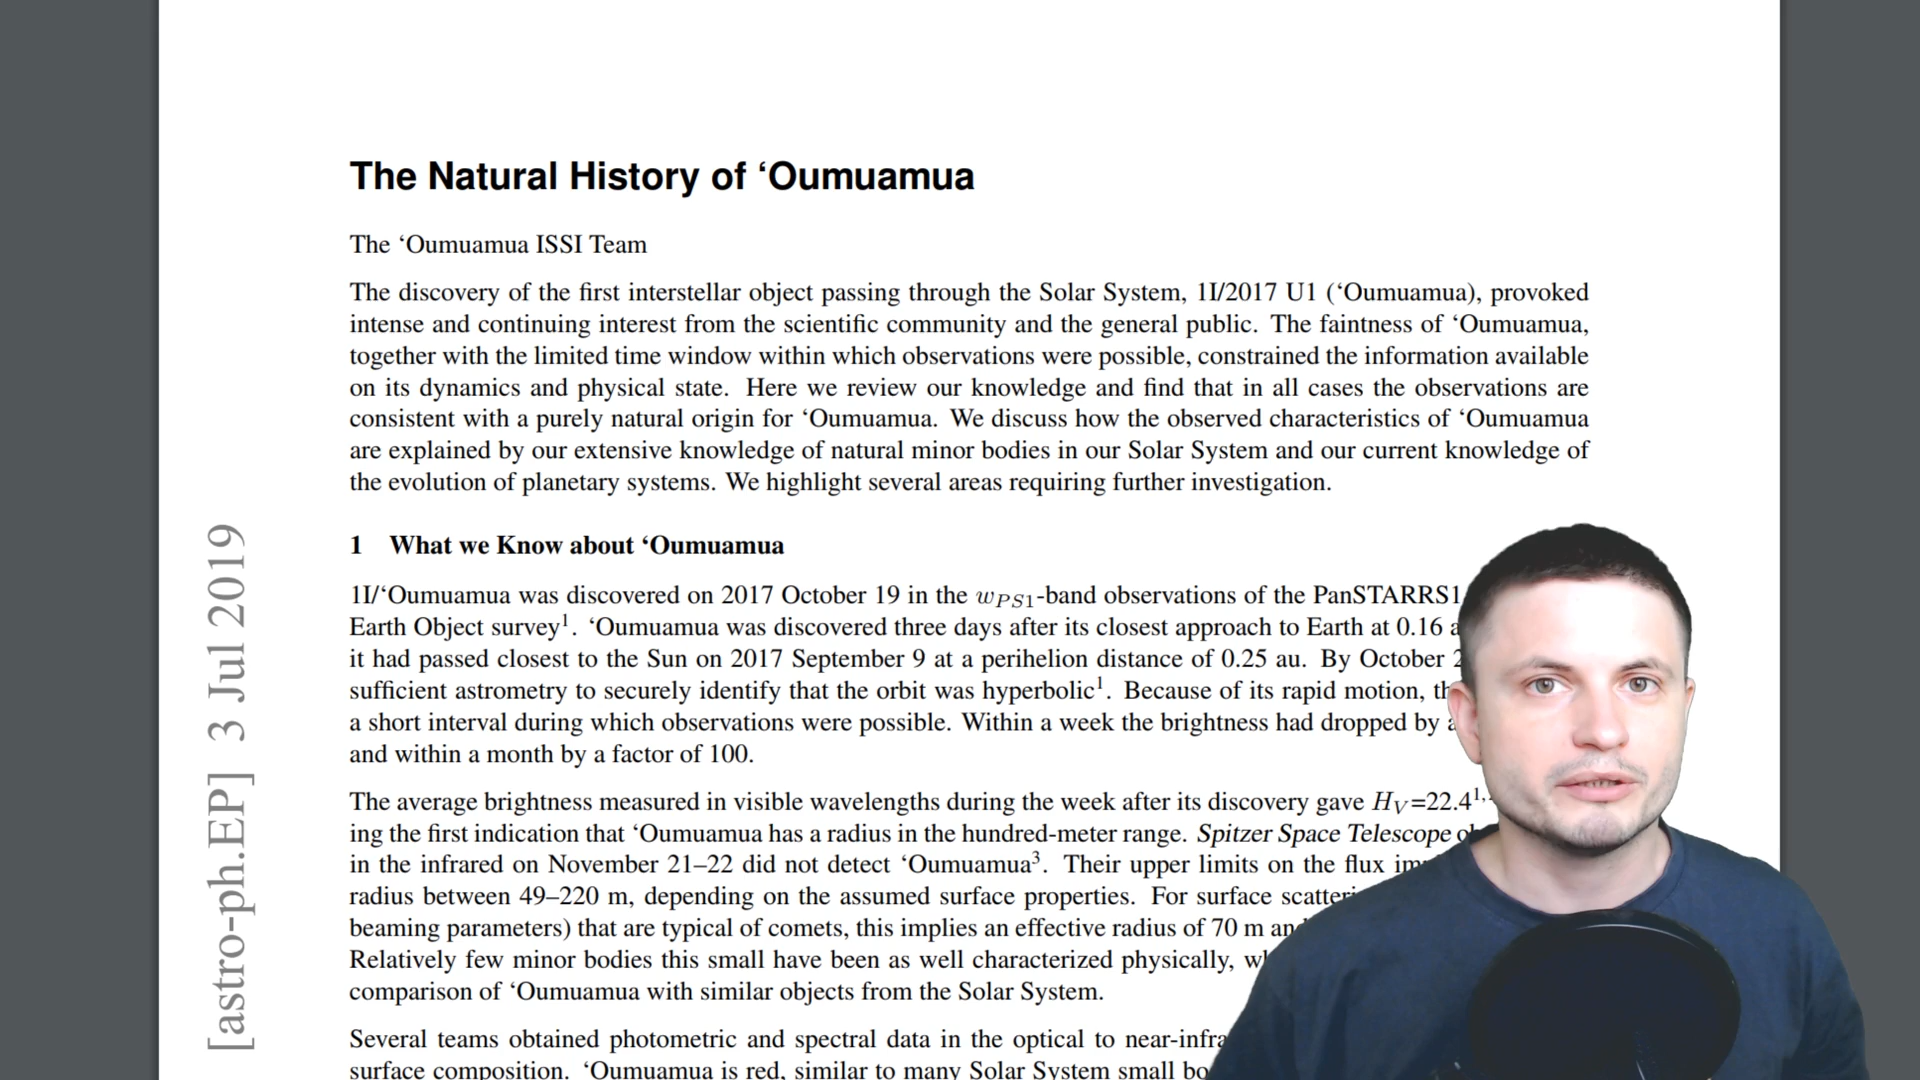 The Natural History of ‘Oumuamua
The ‘Oumuamua ISSI Team
The discovery of the first interstellar object passing through the Solar System, 1I/2017 U1 (‘Oumuamua), provoked
intense and continuing interest from the scientific community and the general public. The faintness of ‘Oumuamua,
together with the limited time window within which observations were possible, constrained the information available
on its dynamics and physical state. Here we review our knowledge and find that in all cases the observations are
consistent with a purely natural origin for ‘Oumuamua. We discuss how the observed characteristics of ‘Oumuamua
are explained by our extensive knowledge of natural minor bodies in our Solar System and our current knowledge of
the evolution of planetary systems. We highlight several areas requiring further investigation.
1 What we Know about ‘Oumuamua
1I/‘Oumuamua was discovered on 2017 October 19 in the wPS1-band observations of the PanSTARRS1
Earth Object survey1. ‘Oumuamua was discovered three days after its closest approach to Earth at 0.16
it had passed closest to the Sun on 2017 September 9 at a perihelion distance of 0.25 au. By October
sufficient astrometry to securely identify that the orbit was hyperbolic1. Because of its rapid motion,
a short interval during which observations were possible. Within a week the brightness had dropped by
and within a month by a factor of 100.
The average brightness measured in visible wavelengths during the week after its discovery gave HV=22.41,
ing the first indication that ‘Oumuamua has a radius in the hundred-meter range. Spitzer Space Telescope
in the infrared on November 21–22 did not detect ‘Oumuamua3. Their upper limits on the flux
radius between 49–220 m, depending on the assumed surface properties. For surface
beaming parameters) that are typical of comets, this implies an effective radius of 70 m
Relatively few minor bodies this small have been as well characterized physically,
comparison of ‘Oumuamua with similar objects from the Solar System.
Several teams obtained photometric and spectral data in the optical to
surface composition. ‘Oumuamua is red, similar to many Solar System small
[astro-ph.EP] 3 Jul 2019